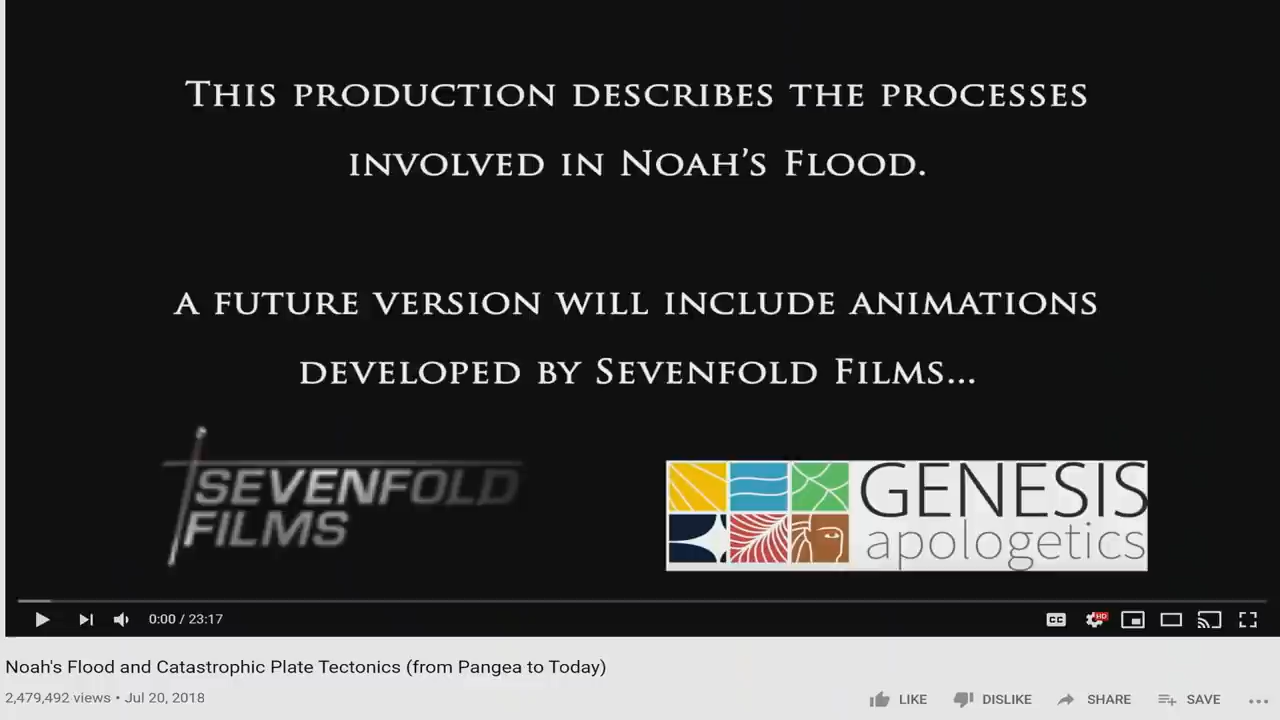 This production describes the processes
involved in Noah's Flood.
a future version will include animations
developed by Sevenfold Films...
SEVENFOLD
FILMS
GENESIS
apologetics
0:00 / 23:17
CC
HD
Noah's Flood and Catastrophic Plate Tectonics (from Pangea to Today)
2,479,492 views • Jul 20, 2018
LIKE
DISLIKE
SHARE
SAVE